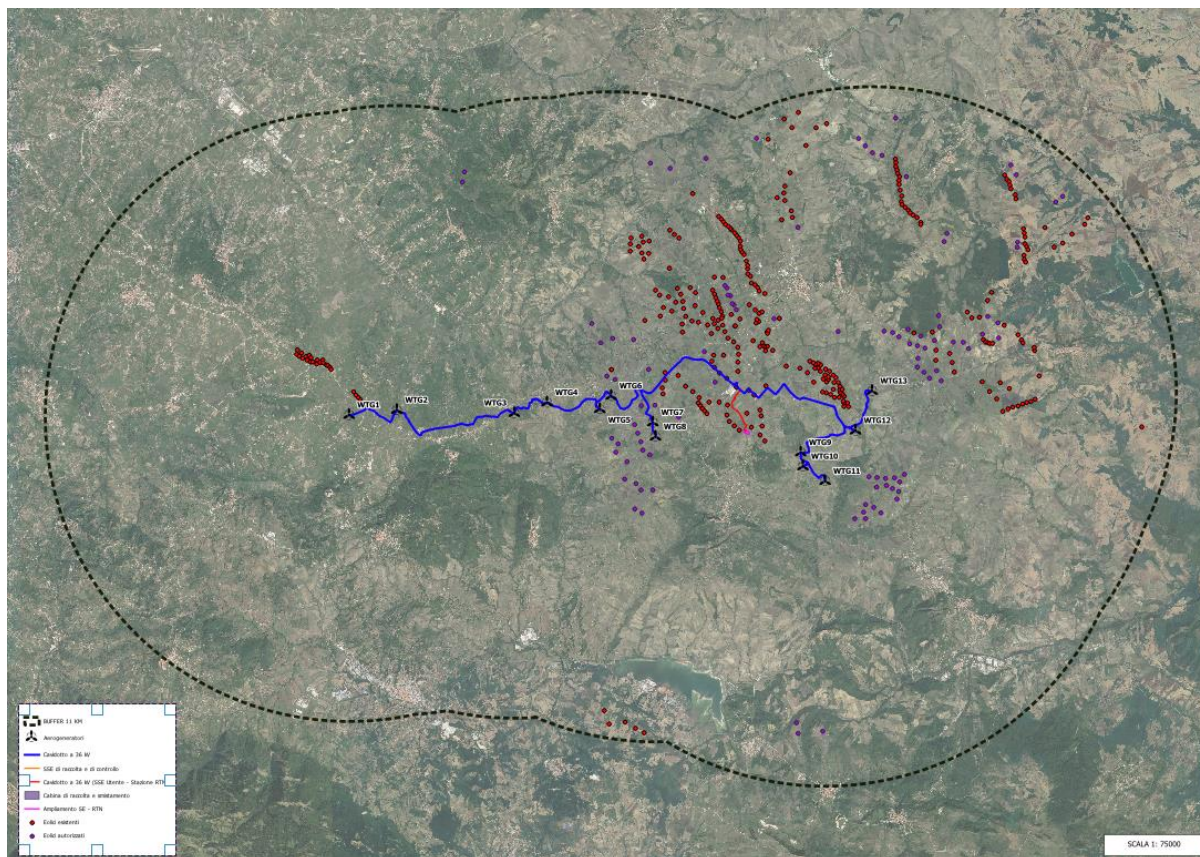 WTG13
WTG1
WTG2
WTG3
WTG4
WTG6
WTG5
WTG7
WTG8
WTG12
WTG9
WTG10
WTG11
BUFFER 11 KM
Aerogeneratori
Cavidotto a 36 kV
SSE di raccolta e di controllo
Cavidotto a 36 kV (SSE Utente - Stazione RTN
Cabina di raccolta e smistamento
Ampliamento SE - RTN
Eolici esistenti
Eolici autorizzati
SCALA 1: 75000